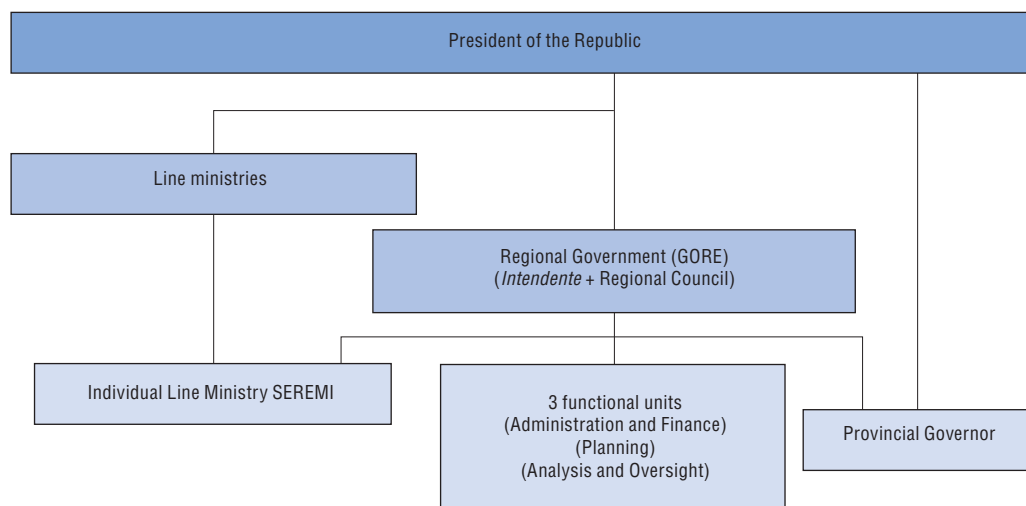 President of the Republic
Line ministries
Regional Government (GORE)
(Intendente + Regional Council)
Individual Line Ministry SEREMI
3 functional units
(Administration and Finance)
(Planning)
(Analysis and Oversight)
Provincial Governor